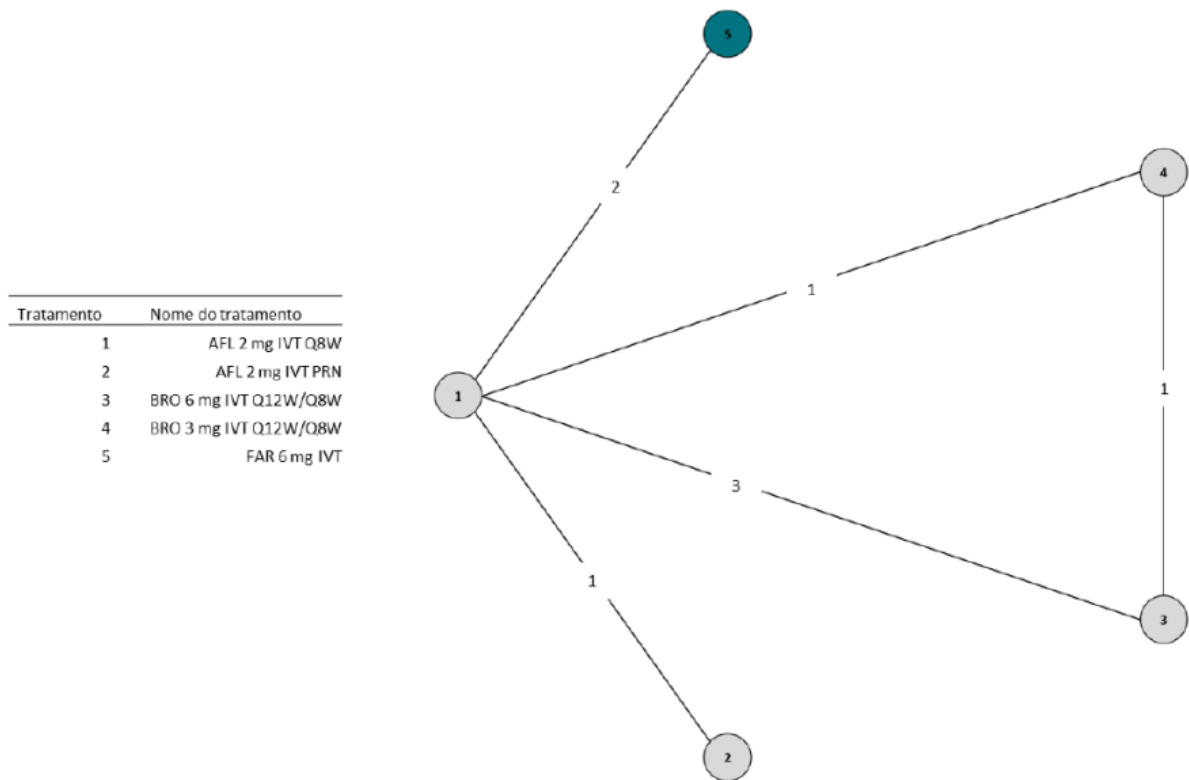 5
4
2
1
Tratamento Nome do tratamento
1 AFL 2 mg IVT Q8W
2 AFL 2 mg IVT PRN
3 BRO 6 mg IVT Q12W/Q8W
4 BRO 3 mg IVT Q12W/Q8W
5 FAR 6 mg IVT
1
1
3
1
3
2